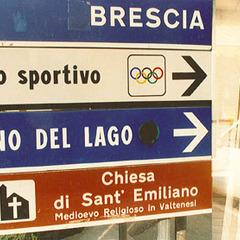 BRESCIA
o sportivo
NO DEL LAGO
Chiesa
di Sant' Emiliano
Medioevo Religioso in Valtenesi